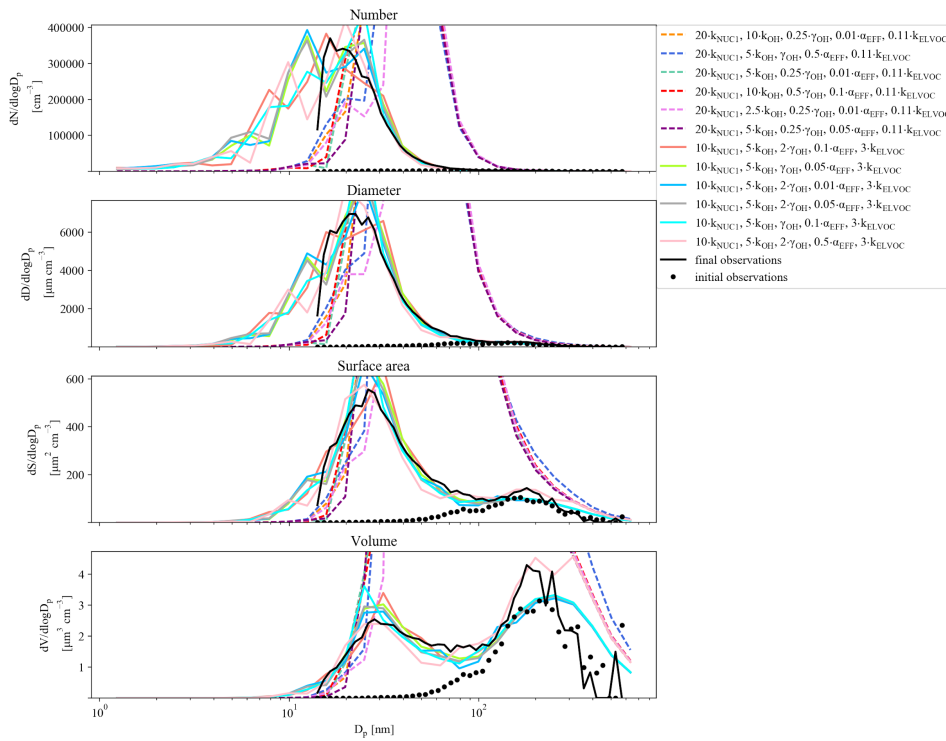 Number
400000
300000
200000
100000
dN/dlogDp
[cm⁻³]
Diameter
6000
4000
2000
0
dD/dlogDp
[μm cm⁻³]
Surface area
600
400
200
dS/dlogDp
[μm² cm⁻³]
Volume
4
3
2
1
dV/dlogDp
[μm³ cm⁻³]
10⁰ 10¹ 10²
Dp [nm]
20·kNUC1, 10·kOH, 0.25·γOH, 0.01·αEFF, 0.11·kELVOC
20·kNUC1, 5·kOH, γOH, 0.5·αEFF, 0.11·kELVOC
20·kNUC1, 5·kOH, 0.25·γOH, 0.01·αEFF, 0.11·kELVOC
20·kNUC1, 10·kOH, 0.5·γOH, 0.1·αEFF, 0.11·kELVOC
20·kNUC1, 2.5·kOH, 0.25·γOH, 0.01·αEFF, 0.11·kELVOC
20·kNUC1, 5·kOH, 0.25·γOH, 0.05·αEFF, 0.11·kELVOC
10·kNUC1, 5·kOH, 2·γOH, 0.1·αEFF, 3·kELVOC
10·kNUC1, 5·kOH, γOH, 0.05·αEFF, 3·kELVOC
10·kNUC1, 5·kOH, 2·γOH, 0.01·αEFF, 3·kELVOC
10·kNUC1, 5·kOH, 2·γOH, 0.05·αEFF, 3·kELVOC
10·kNUC1, 5·kOH, γOH, 0.1·αEFF, 3·kELVOC
10·kNUC1, 5·kOH, 2·γOH, 0.5·αEFF, 3·kELVOC
final observations
initial observations